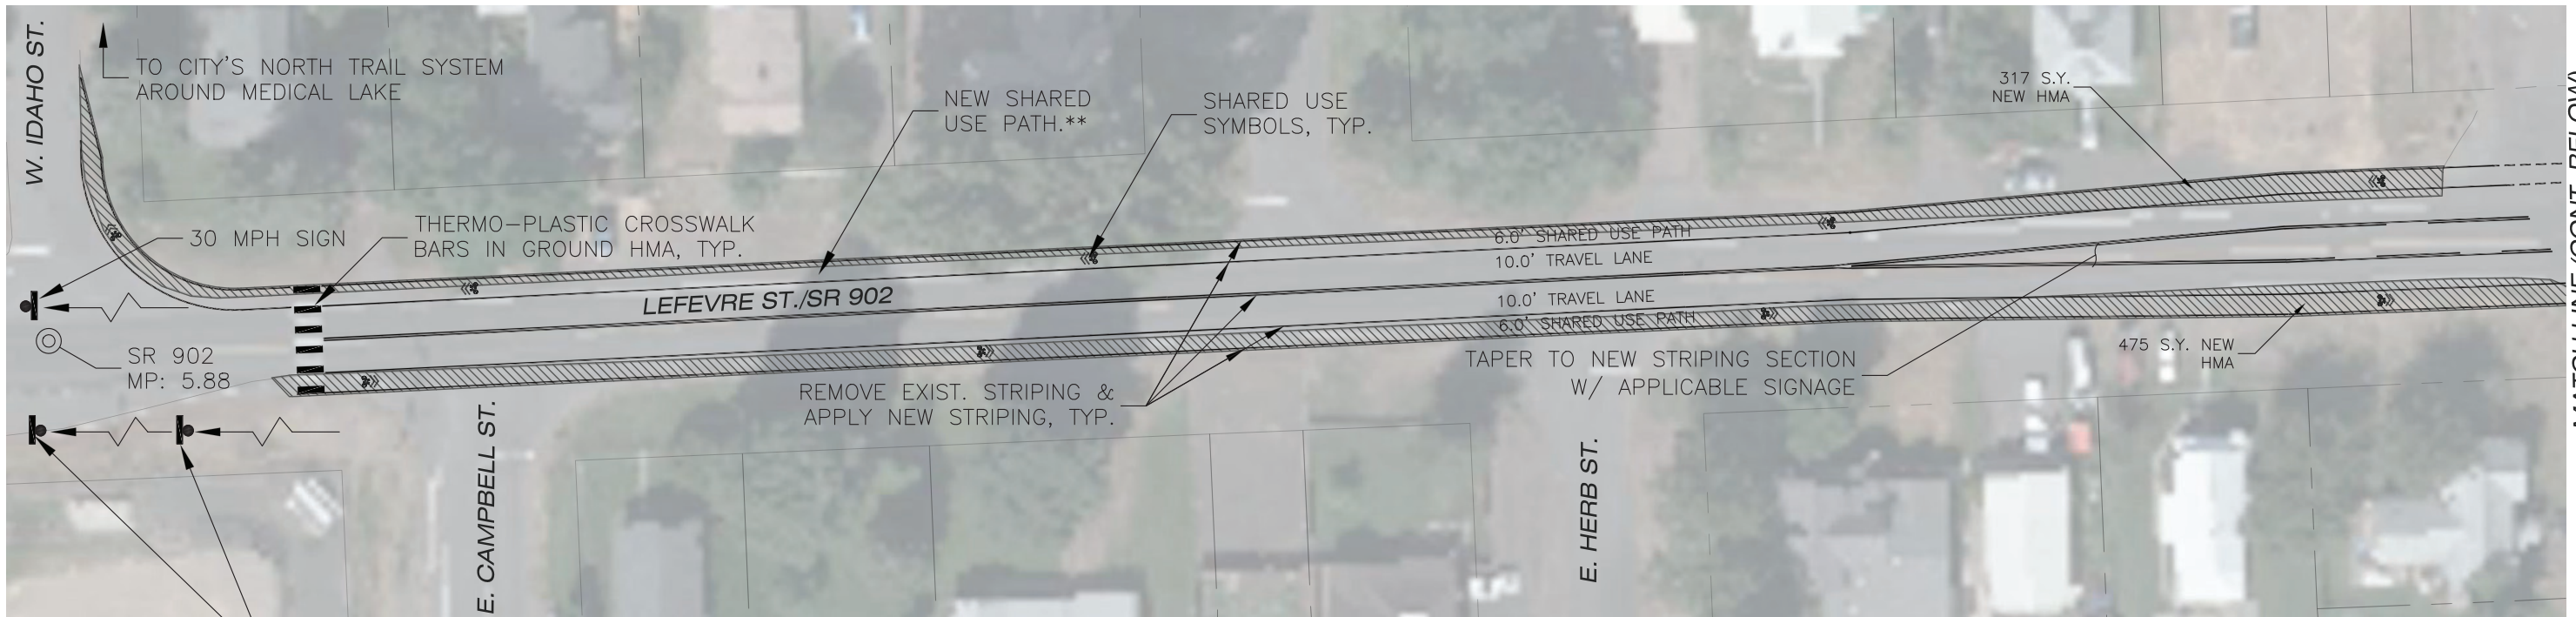 W. IDAHO ST.
TO CITY'S NORTH TRAIL SYSTEM
AROUND MEDICAL LAKE
30 MPH SIGN
THERMO-PLASTIC CROSSWALK
BARS IN GROUND HMA, TYP.
NEW SHARED
USE PATH.**
SHARED USE
SYMBOLS, TYP.
317 S.Y.
NEW HMA
6.0' SHARED USE PATH
10.0' TRAVEL LANE
LEFEVRE ST./SR 902
10.0' TRAVEL LANE
6.0' SHARED USE PATH
SR 902
MP: 5.88
REMOVE EXIST. STRIPING &
APPLY NEW STRIPING, TYP.
TAPER TO NEW STRIPING SECTION
W/ APPLICABLE SIGNAGE
475 S.Y. NEW
HMA
E. CAMPBELL ST.
E. HERB ST.